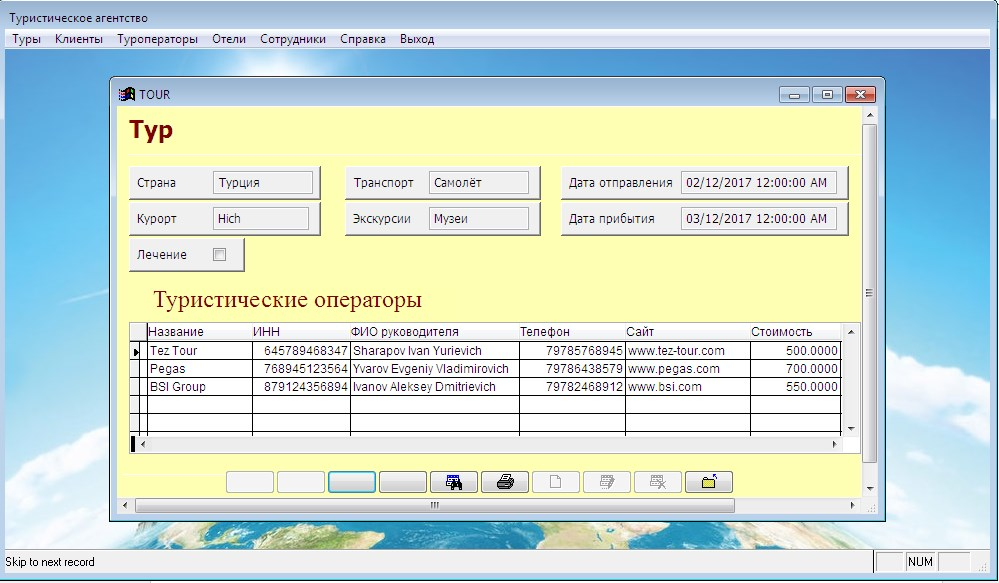 Туристическое агентство
Туры Клиенты Туроператоры Отели Сотрудники Справка Выход
TOUR
Тур
Страна Турция Транспорт Самолёт Дата отправления 02/12/2017 12:00:00 AM
Курорт Hich Экскурсии Музеи Дата прибытия 03/12/2017 12:00:00 AM
Лечение
Туристические операторы
Название ИНН ФИО руководителя Телефон Сайт Стоимость
Tez Tour 645789468347 Sharapov Ivan Yurievich 79785768945 www.tez-tour.com 500.0000
Pegas 768945123564 Yvarov Evgeniy Vladimirovich 79786438579 www.pegas.com 700.0000
BSI Group 879124356894 Ivanov Aleksey Dmitrievich 79782468912 www.bsi.com 550.0000
Skip to next record NUM